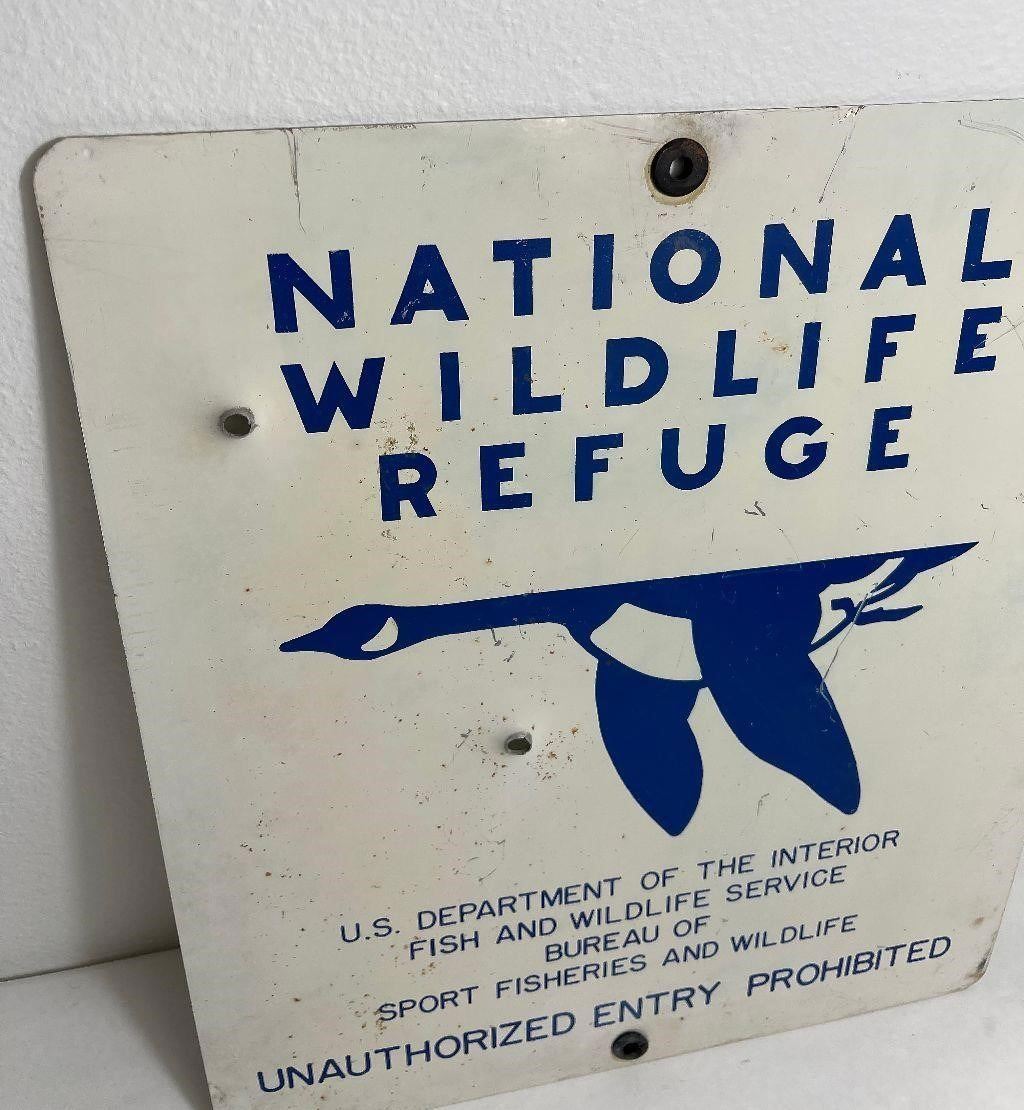 NATIONAL
WILDLIFE
REFUGE
U.S. DEPARTMENT OF THE INTERIOR
FISH AND WILDLIFE SERVICE
BUREAU OF
SPORT FISHERIES AND WILDLIFE
UNAUTHORIZED ENTRY PROHIBITED